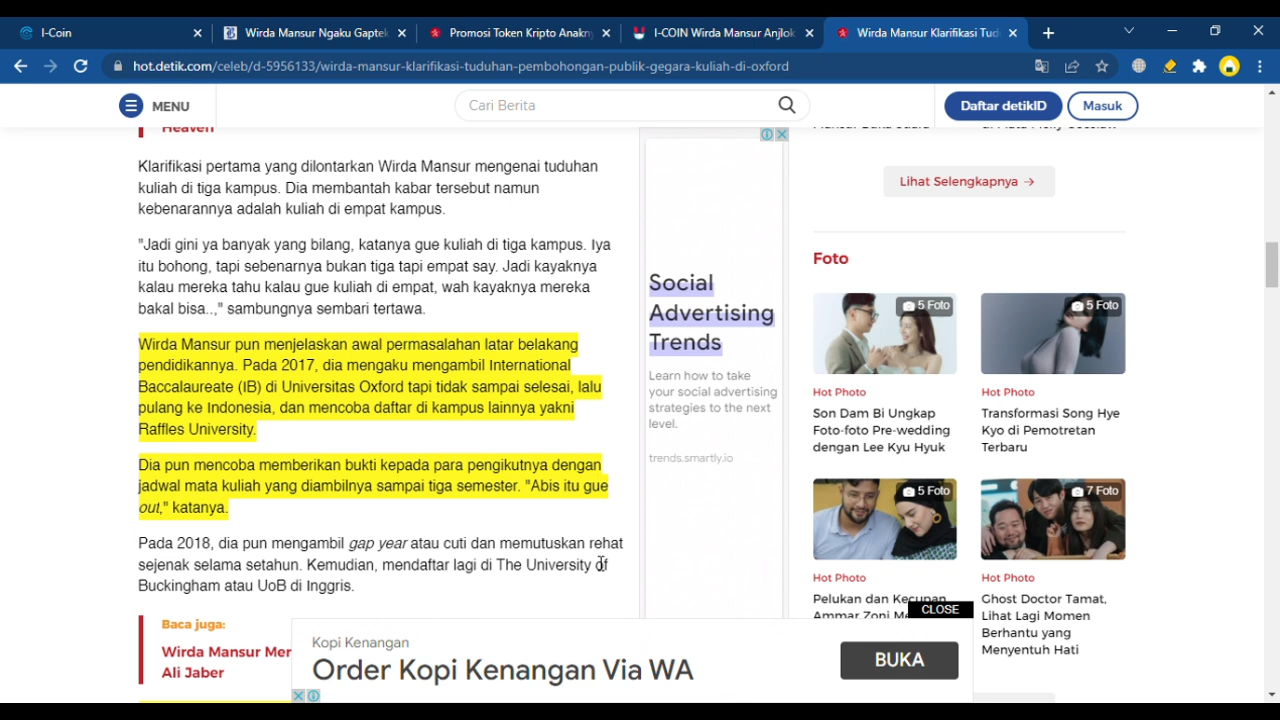 I-Coin
Wirda Mansur Ngaku Gaptek
Promosi Token Kripto Anakny
I-COIN Wirda Mansur Anjlok
Wirda Mansur Klarifikasi Tud
hot.detik.com/celeb/d-5956133/wirda-mansur-klarifikasi-tuduhan-pembohongan-publik-gegara-kuliah-di-oxford
MENU
Cari Berita
Daftar detikID
Masuk
Heaven
Klarifikasi pertama yang dilontarkan Wirda Mansur mengenai tuduhan
kuliah di tiga kampus. Dia membantah kabar tersebut namun
kebenarannya adalah kuliah di empat kampus.
"Jadi gini ya banyak yang bilang, katanya gue kuliah di tiga kampus. Iya
itu bohong, tapi sebenarnya bukan tiga tapi empat say. Jadi kayaknya
kalau mereka tahu kalau gue kuliah di empat, wah kayaknya mereka
bakal bisa..," sambungnya sembari tertawa.
Wirda Mansur pun menjelaskan awal permasalahan latar belakang
pendidikannya. Pada 2017, dia mengaku mengambil International
Baccalaureate (IB) di Universitas Oxford tapi tidak sampai selesai, lalu
pulang ke Indonesia, dan mencoba daftar di kampus lainnya yakni
Raffles University.
Dia pun mencoba memberikan bukti kepada para pengikutnya dengan
jadwal mata kuliah yang diambilnya sampai tiga semester. "Abis itu gue
out," katanya.
Pada 2018, dia pun mengambil gap year atau cuti dan memutuskan rehat
sejenak selama setahun. Kemudian, mendaftar lagi di The University of
Buckingham atau UoB di Inggris.
Baca juga:
Wirda Mansur Mer
Ali Jaber
Social
Advertising
Trends
Learn how to take
your social advertising
strategies to the next
level.
trends.smartly.io
Lihat Selengkapnya →
Foto
5 Foto
5 Foto
Hot Photo
Hot Photo
Son Dam Bi Ungkap
Foto-foto Pre-wedding
dengan Lee Kyu Hyuk
Transformasi Song Hye
Kyo di Pemotretan
Terbaru
5 Foto
7 Foto
Hot Photo
Hot Photo
Pelukan dan Kecupan
Ammar Zoni
Ghost Doctor Tamat,
Lihat Lagi Momen
Berhantu yang
Menyentuh Hati
CLOSE
Kopi Kenangan
Order Kopi Kenangan Via WA
BUKA